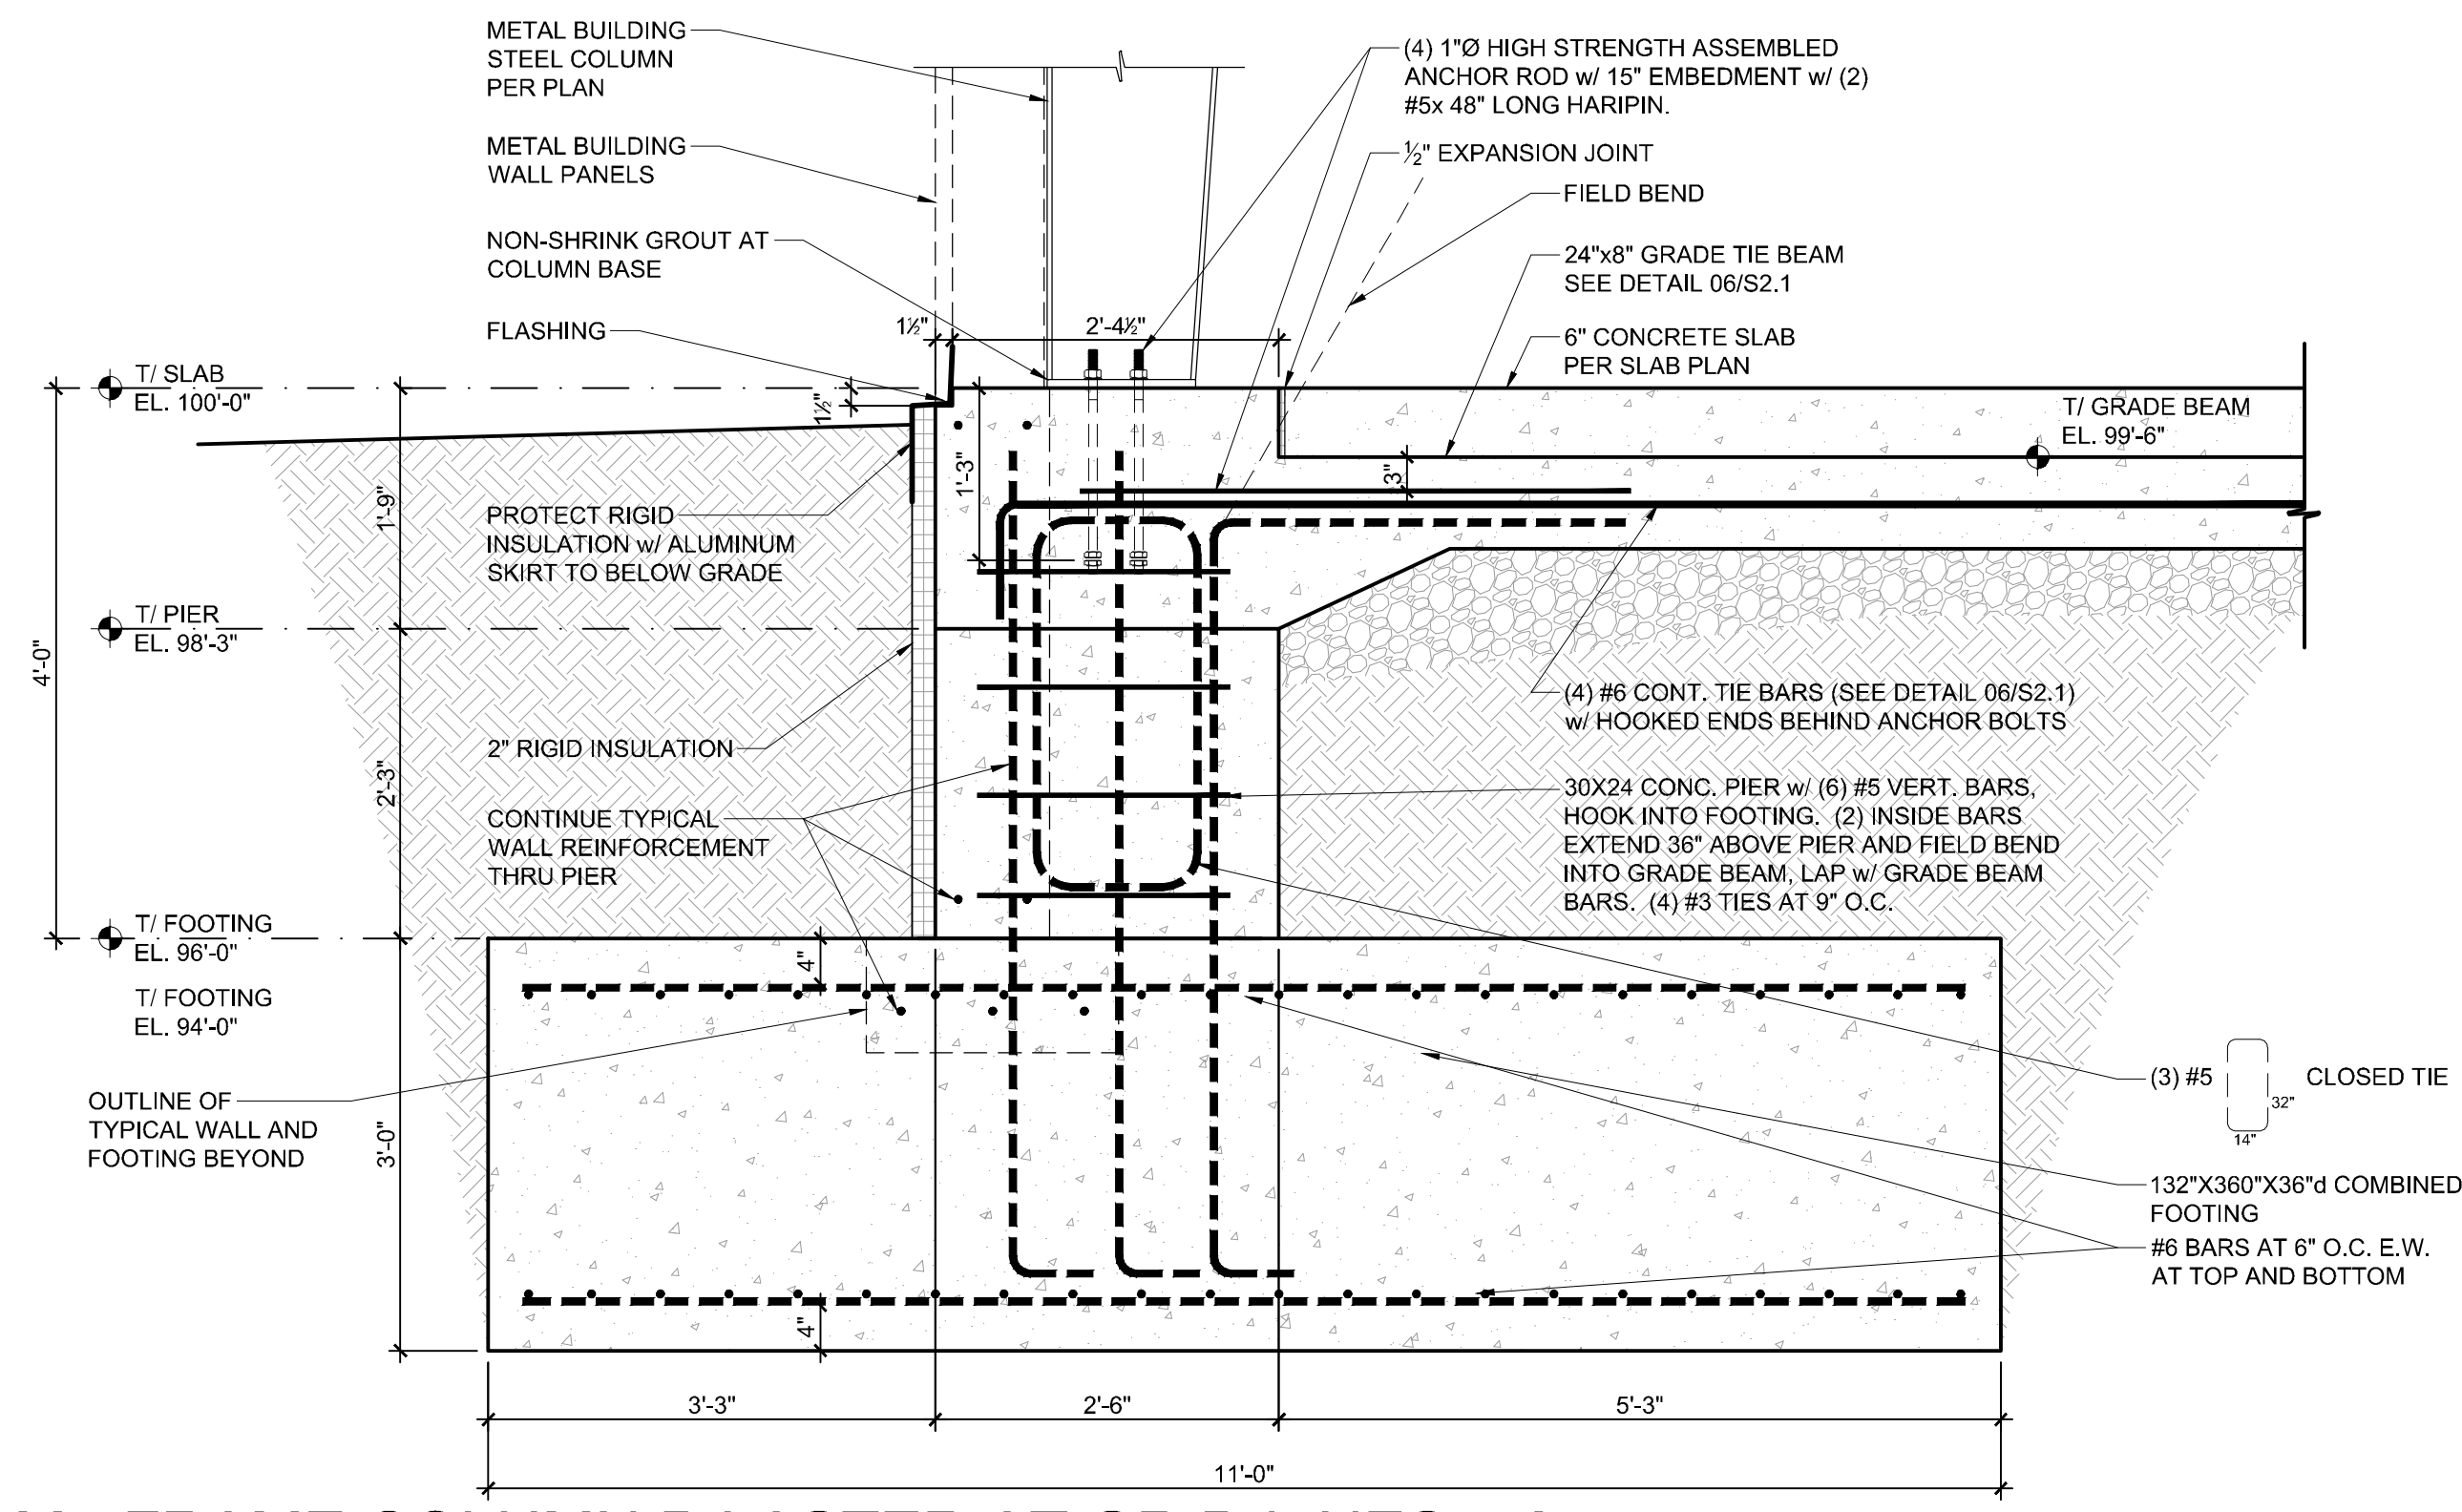 METAL BUILDING
STEEL COLUMN
PER PLAN
METAL BUILDING
WALL PANELS
NON-SHRINK GROUT AT
COLUMN BASE
FLASHING
(4) 1"Ø HIGH STRENGTH ASSEMBLED
ANCHOR ROD w/ 15" EMBEDMENT w/ (2)
#5x 48" LONG HARIPIN.
½" EXPANSION JOINT
FIELD BEND
24"x8" GRADE TIE BEAM
SEE DETAIL 06/S2.1
6" CONCRETE SLAB
PER SLAB PLAN
1½"
2'-4½"
T/ SLAB
EL. 100'-0"
1½"
T/ GRADE BEAM
EL. 99'-6"
1'-3"
3"
1'-9"
PROTECT RIGID
INSULATION w/ ALUMINUM
SKIRT TO BELOW GRADE
T/ PIER
EL. 98'-3"
4'-0"
2" RIGID INSULATION
2'-3"
CONTINUE TYPICAL
WALL REINFORCEMENT
THRU PIER
(4) #6 CONT. TIE BARS (SEE DETAIL 06/S2.1)
w/ HOOKED ENDS BEHIND ANCHOR BOLTS
30X24 CONC. PIER w/ (6) #5 VERT. BARS,
HOOK INTO FOOTING. (2) INSIDE BARS
EXTEND 36" ABOVE PIER AND FIELD BEND
INTO GRADE BEAM, LAP w/ GRADE BEAM
BARS. (4) #3 TIES AT 9" O.C.
T/ FOOTING
EL. 96'-0"
T/ FOOTING
EL. 94'-0"
4"
OUTLINE OF
TYPICAL WALL AND
FOOTING BEYOND
3'-0"
4"
(3) #5
32"
14"
CLOSED TIE
132"X360"X36"d COMBINED
FOOTING
#6 BARS AT 6" O.C. E.W.
AT TOP AND BOTTOM
3'-3"
2'-6"
5'-3"
11'-0"